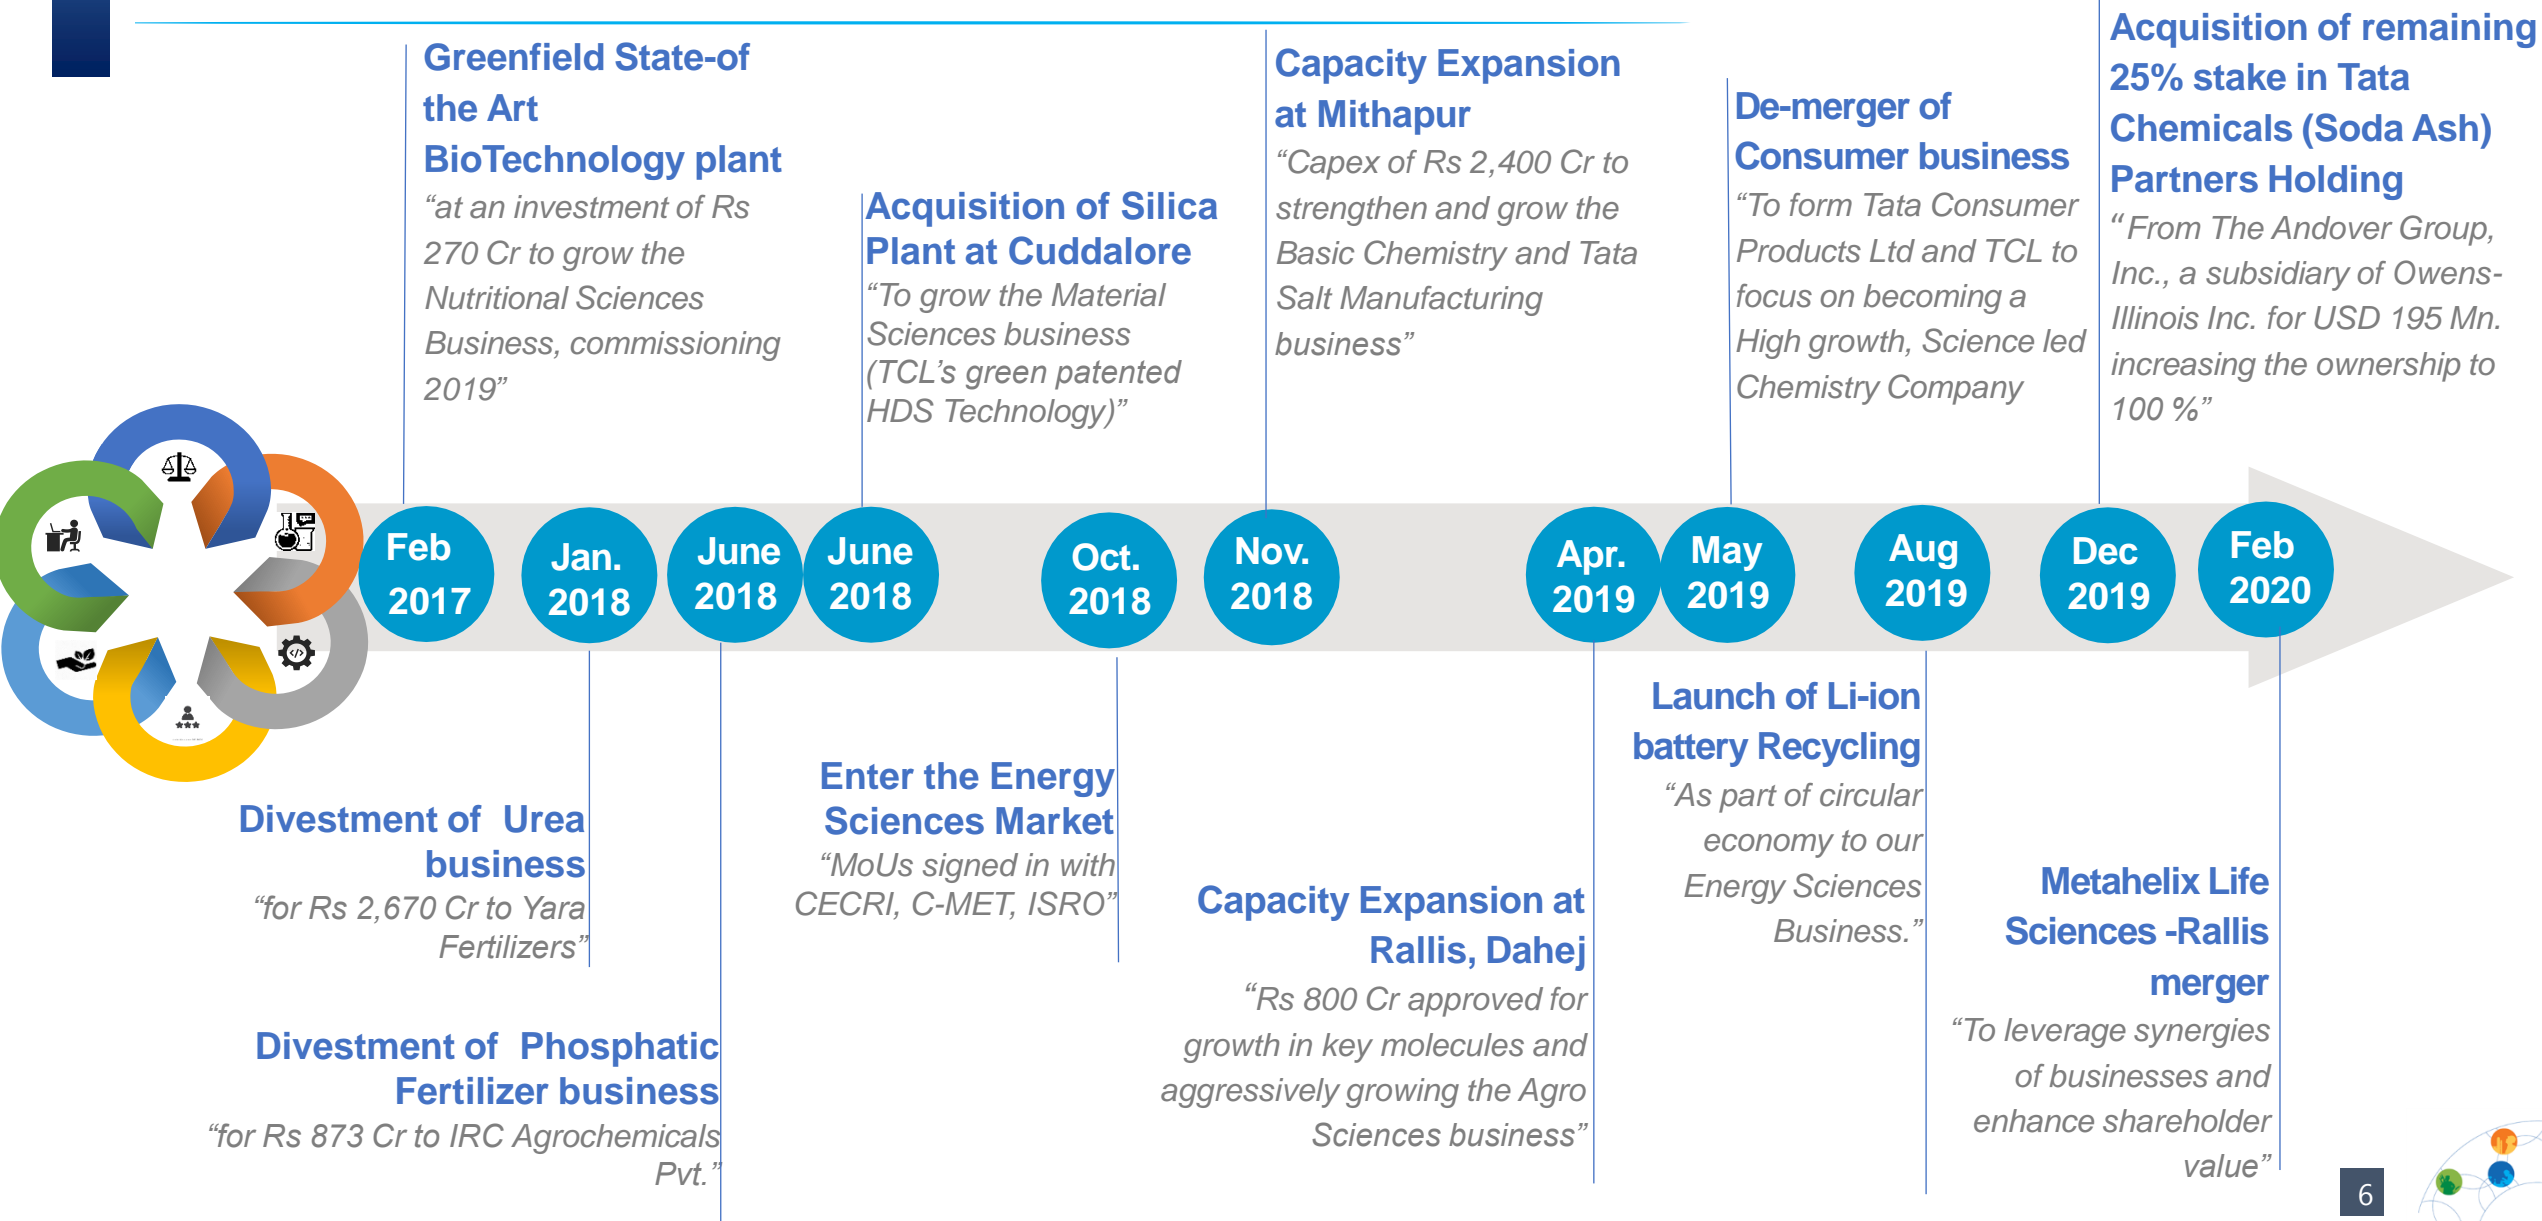 Greenfield State-of
the Art
BioTechnology plant
“at an investment of Rs
270 Cr to grow the
Nutritional Sciences
Business, commissioning
2019”
Acquisition of Silica
Plant at Cuddalore
“To grow the Material
Sciences business
(TCL’s green patented
HDS Technology)”
Capacity Expansion
at Mithapur
“Capex of Rs 2,400 Cr to
strengthen and grow the
Basic Chemistry and Tata
Salt Manufacturing
business”
De-merger of
Consumer business
“To form Tata Consumer
Products Ltd and TCL to
focus on becoming a
High growth, Science led
Chemistry Company
Acquisition of remaining
25% stake in Tata
Chemicals (Soda Ash)
Partners Holding
“From The Andover Group,
Inc., a subsidiary of Owens-
Illinois Inc. for USD 195 Mn.
increasing the ownership to
100 %”
Feb
2017
Jan.
2018
June
2018
June
2018
Oct.
2018
Nov.
2018
Apr.
2019
May
2019
Aug
2019
Dec
2019
Feb
2020
Divestment of Urea
business
“for Rs 2,670 Cr to Yara
Fertilizers”
Divestment of Phosphatic
Fertilizer business
“for Rs 873 Cr to IRC Agrochemicals
Pvt.”
Enter the Energy
Sciences Market
“MoUs signed in with
CECRI, C-MET, ISRO”
Capacity Expansion at
Rallis, Dahej
“Rs 800 Cr approved for
growth in key molecules and
aggressively growing the Agro
Sciences business”
Launch of Li-ion
battery Recycling
“As part of circular
economy to our
Energy Sciences
Business.”
Metahelix Life
Sciences -Rallis
merger
“To leverage synergies
of businesses and
enhance shareholder
value”
6